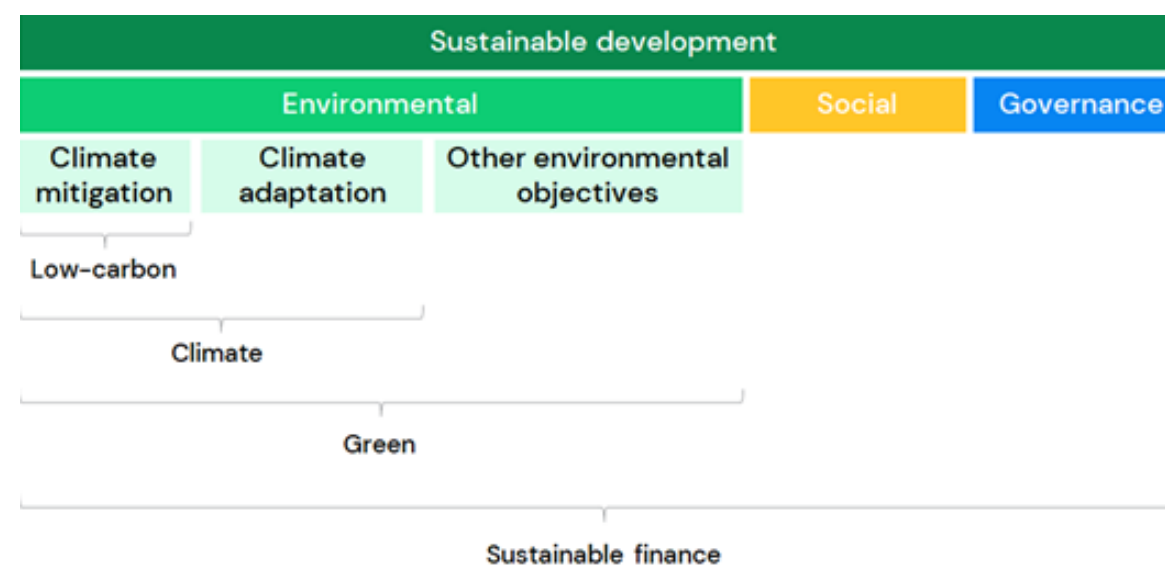 Sustainable development
Environmental
Social
Governance
Climate
mitigation
Climate
adaptation
Other environmental
objectives
Low-carbon
Climate
Green
Sustainable finance